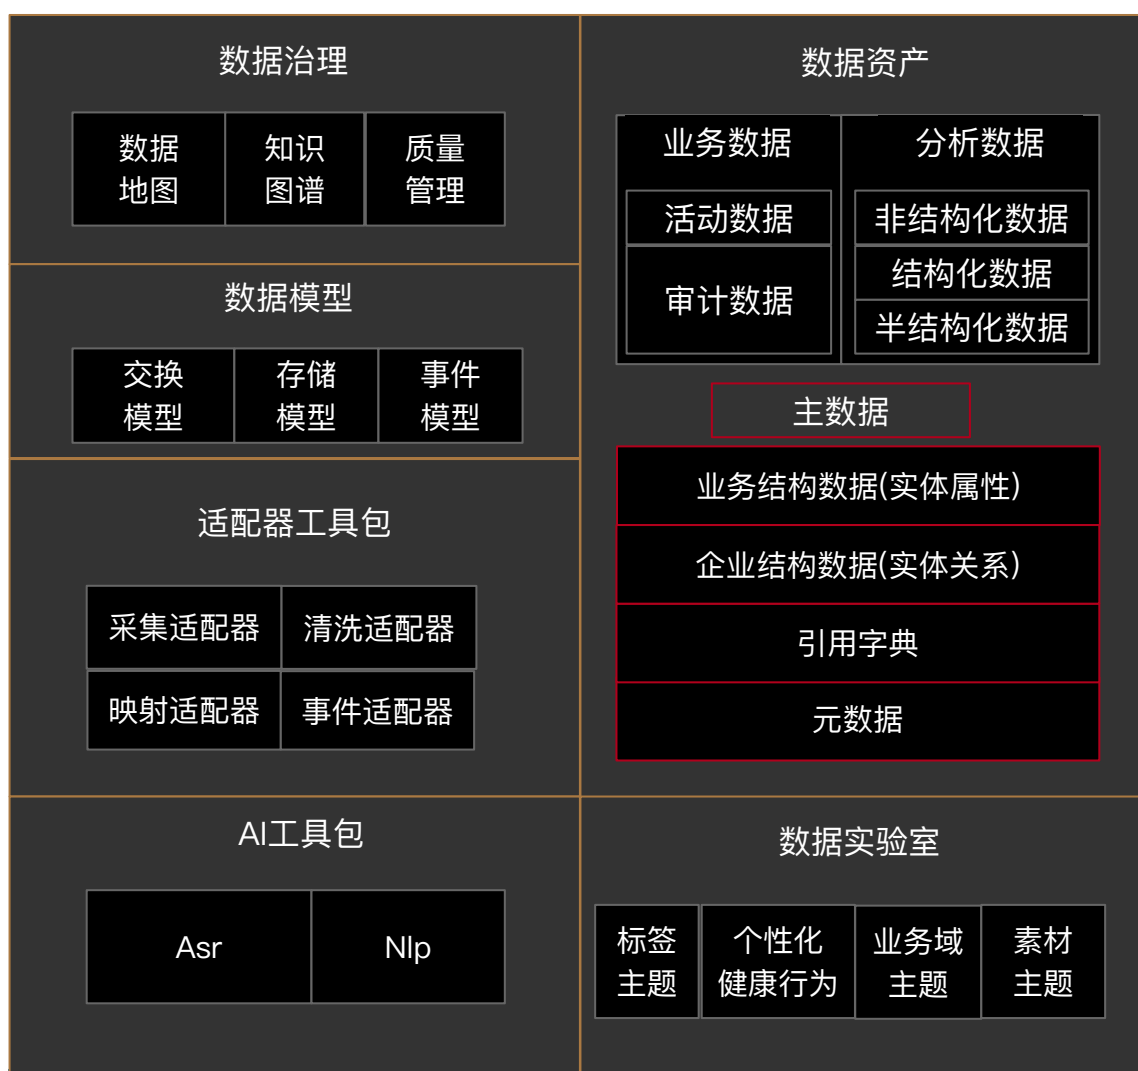 数据治理
数据
地图
知识
图谱
质量
管理
数据模型
交换
模型
存储
模型
事件
模型
适配器工具包
采集适配器
清洗适配器
映射适配器
事件适配器
AI工具包
Asr
Nlp
数据资产
业务数据
分析数据
活动数据
审计数据
非结构化数据
结构化数据
半结构化数据
主数据
业务结构数据(实体属性)
企业结构数据(实体关系)
引用字典
元数据
数据实验室
标签
主题
个性化
健康行为
业务域
主题
素材
主题